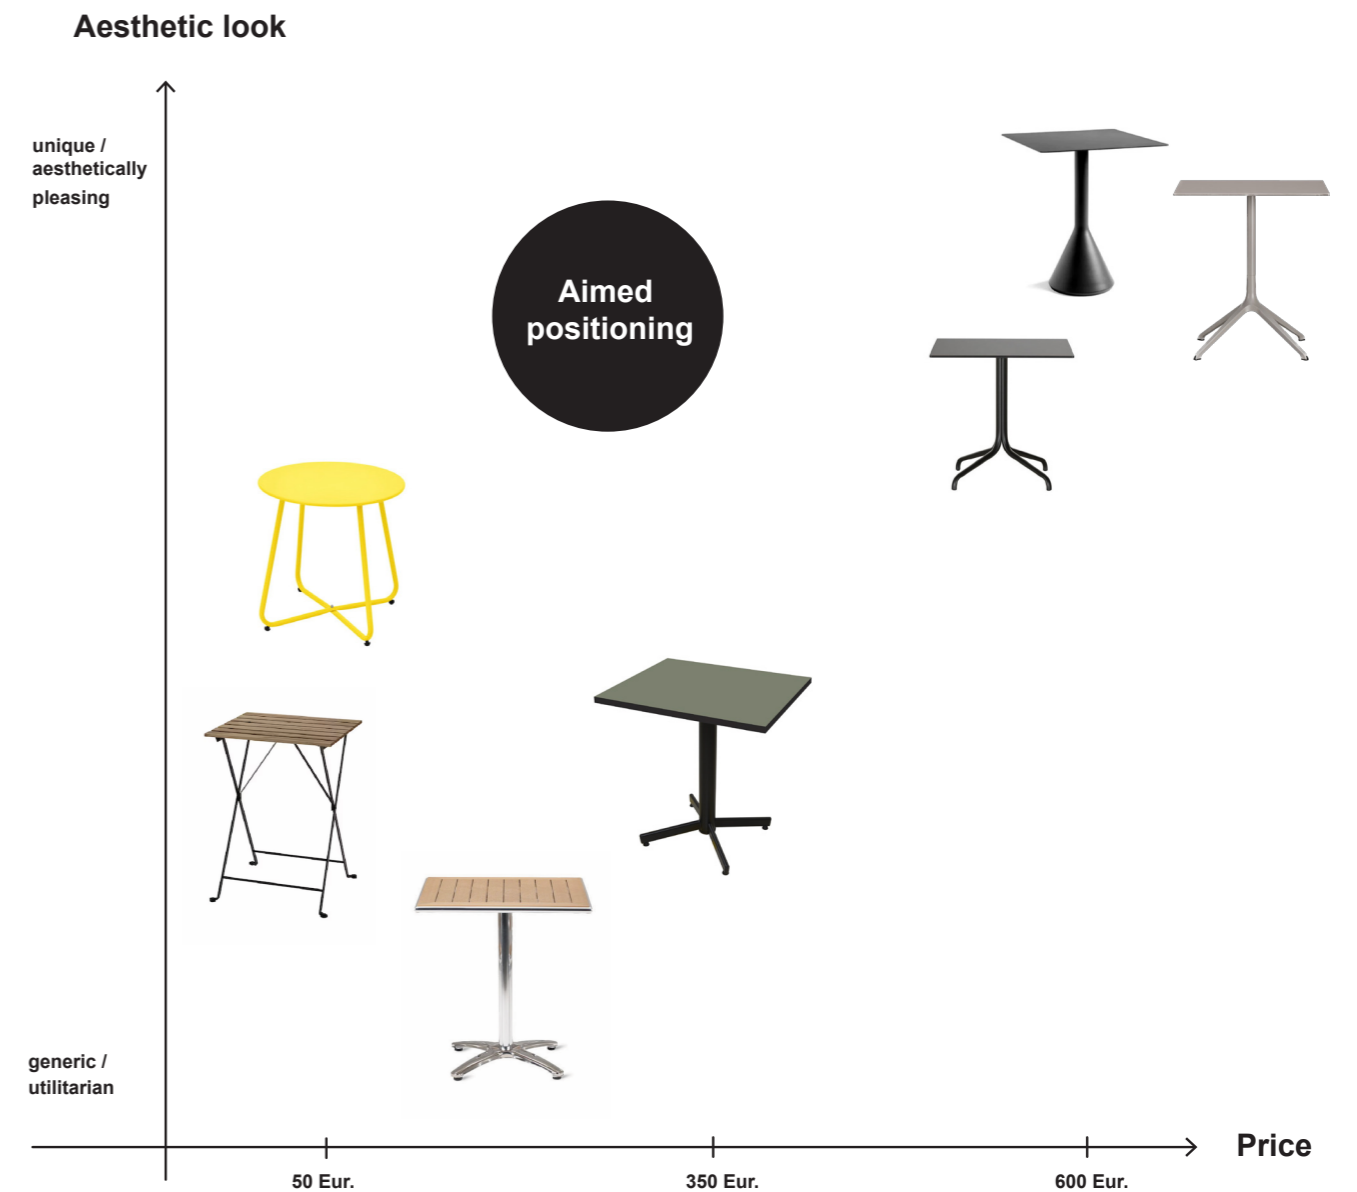 Aesthetic look
unique /
aesthetically
pleasing
Aimed
positioning
generic /
utilitarian
Price
50 Eur.
350 Eur.
600 Eur.